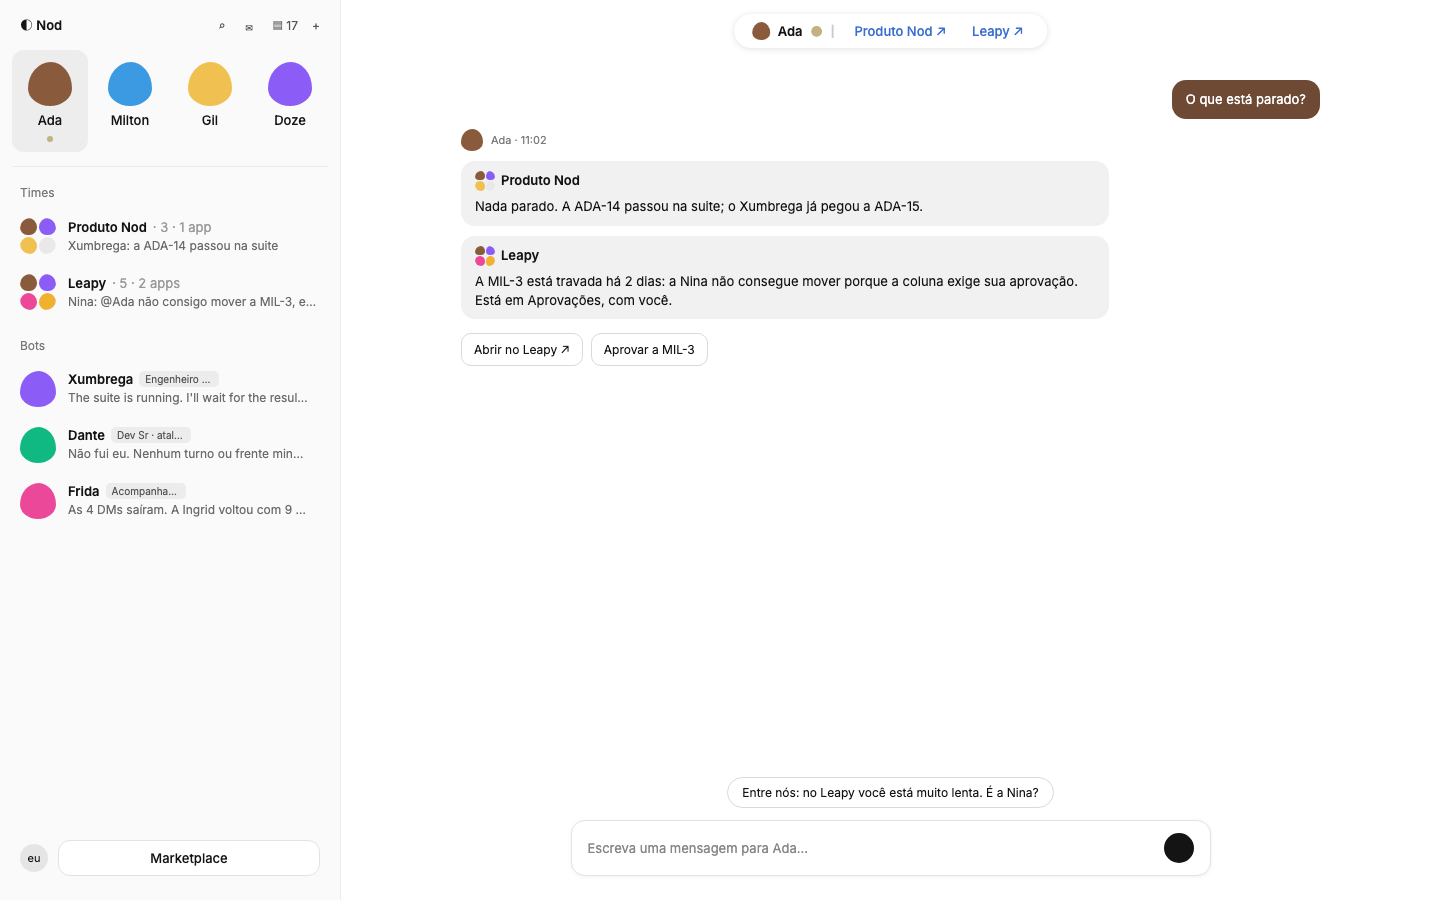 Nod
17
+
Ada
Milton
Gil
Doze
Times
Produto Nod · 3 · 1 app
Xumbrega: a ADA-14 passou na suite
Leapy · 5 · 2 apps
Nina: @Ada não consigo mover a MIL-3, e...
Bots
Xumbrega Engenheiro ...
The suite is running. I'll wait for the resul...
Dante Dev Sr · atal...
Não fui eu. Nenhum turno ou frente min...
Frida Acompanha...
As 4 DMs saíram. A Ingrid voltou com 9 ...
eu
Marketplace
Ada | Produto Nod ↗ Leapy ↗
O que está parado?
Ada · 11:02
Produto Nod
Nada parado. A ADA-14 passou na suite; o Xumbrega já pegou a ADA-15.
Leapy
A MIL-3 está travada há 2 dias: a Nina não consegue mover porque a coluna exige sua aprovação.
Está em Aprovações, com você.
Abrir no Leapy ↗
Aprovar a MIL-3
Entre nós: no Leapy você está muito lenta. É a Nina?
Escreva uma mensagem para Ada...